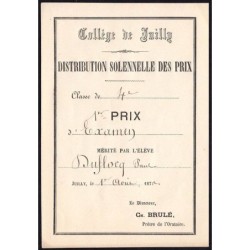 Collège de Juilly
DISTRIBUTION SOLENNELLE DES PRIX
Classe de 4e
1er PRIX
d'Examen
MÉRITÉ PAR L'ÉLÈVE
Duflocq Paul
JUILLY, le 1er Août 187
Le Directeur,
Ch. BRULÉ,
Prêtre de l'Oratoire.